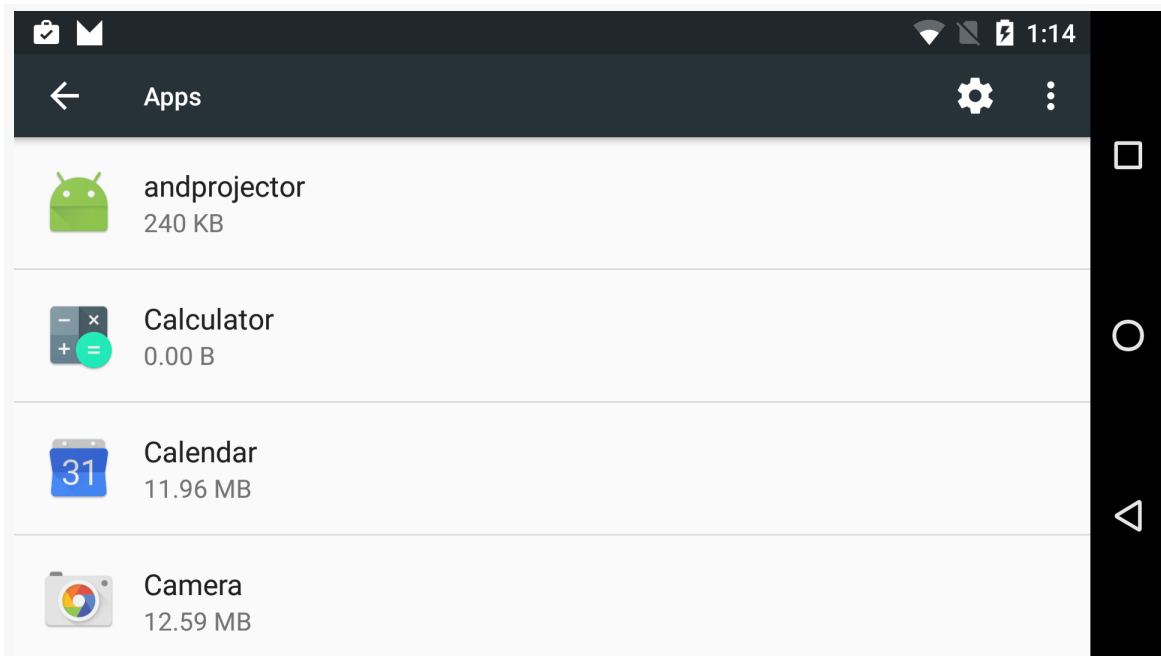 1:14
Apps
andprojector
240 KB
Calculator
0.00 B
31
Calendar
11.96 MB
Camera
12.59 MB